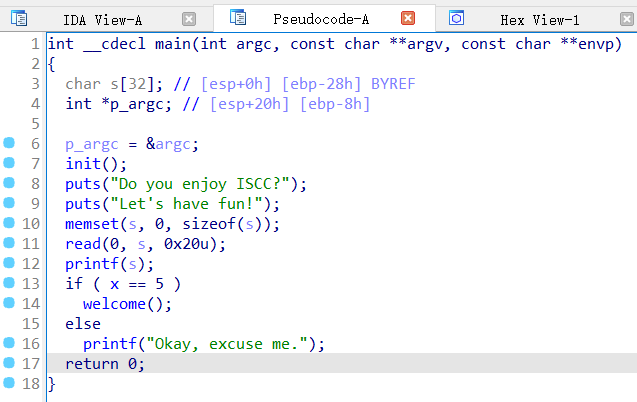 IDA View-A Pseudocode-A Hex View-1
1 int __cdecl main(int argc, const char **argv, const char **envp)
2 {
3   char s[32]; // [esp+0h] [ebp-28h] BYREF
4   int *p_argc; // [esp+20h] [ebp-8h]
5
6   p_argc = &argc;
7   init();
8   puts("Do you enjoy ISCC?");
9   puts("Let's have fun!");
10   memset(s, 0, sizeof(s));
11   read(0, s, 0x20u);
12   printf(s);
13   if ( x == 5 )
14     welcome();
15   else
16     printf("Okay, excuse me.");
17   return 0;
18 }